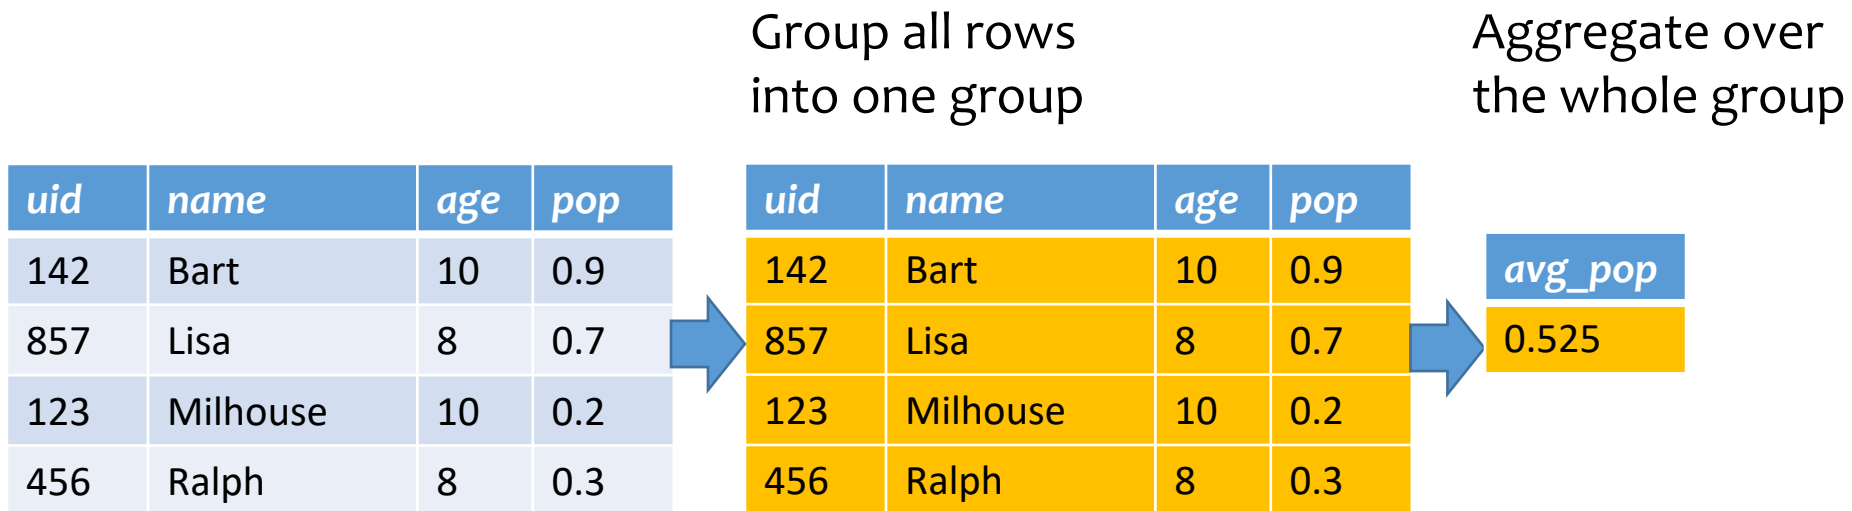 Group all rows
into one group
Aggregate over
the whole group
uid name age pop
142 Bart 10 0.9
857 Lisa 8 0.7
123 Milhouse 10 0.2
456 Ralph 8 0.3
uid name age pop
142 Bart 10 0.9
857 Lisa 8 0.7
123 Milhouse 10 0.2
456 Ralph 8 0.3
avg_pop
0.525